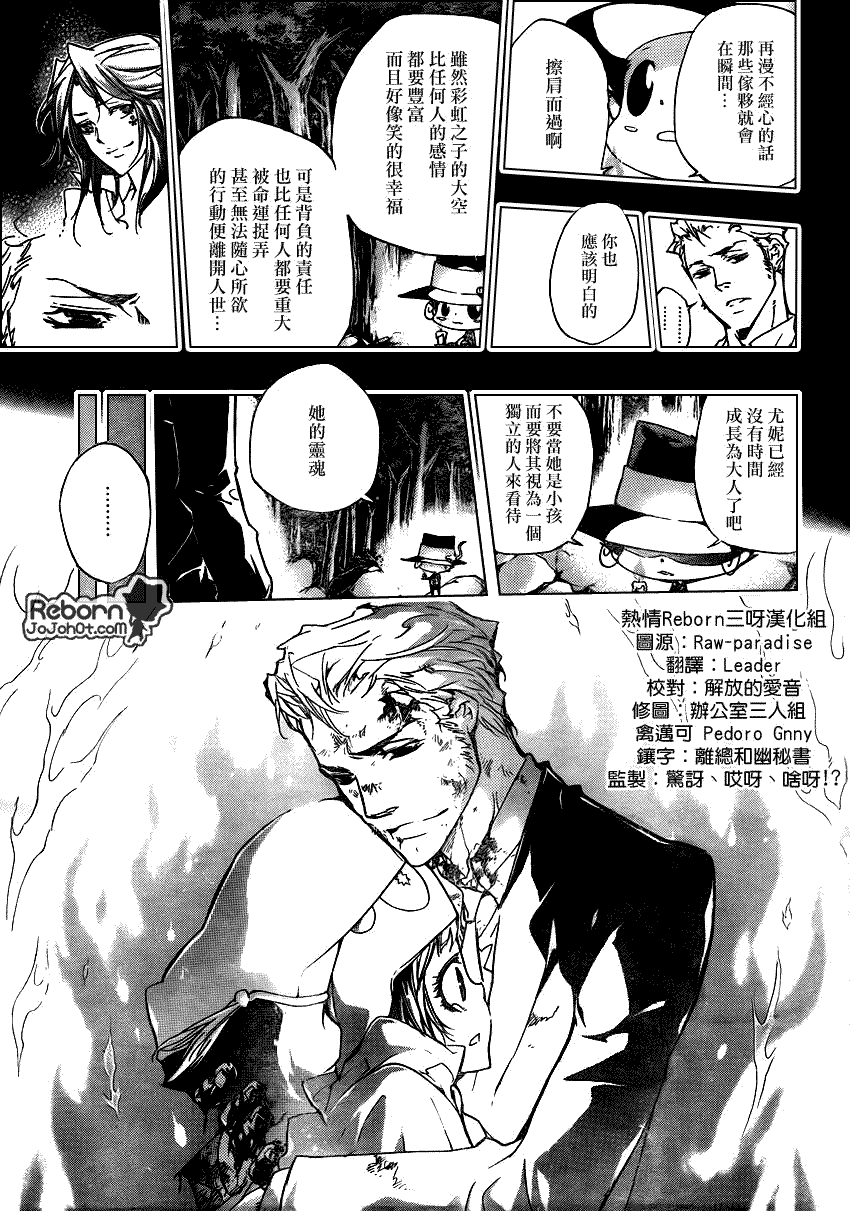 再漫不經心的話
那些傢夥就會
在瞬間…
擦肩而過啊
你也
應該明白的
………
雖然彩虹之子的大空
比任何人的感情
都要豐富
而且好像笑的很幸福
可是背負的責任
也比任何人都要重大
被命運捉弄
甚至無法隨心所欲
的行動便離開人世…
尤妮已經
沒有時間
成長為大人了吧
不要當她是小孩
而要將其視為一個
獨立的人來看待
她的靈魂
………
Reborn
JoJoHOt.com
熱情Reborn三呀漢化組
圖源：Raw-paradise
翻譯：Leader
校對：解放的愛音
修圖：辦公室三人組
禽邁可 Pedoro Gnny
鑲字：離總和幽秘書
監製：驚訝、哎呀、啥呀!?